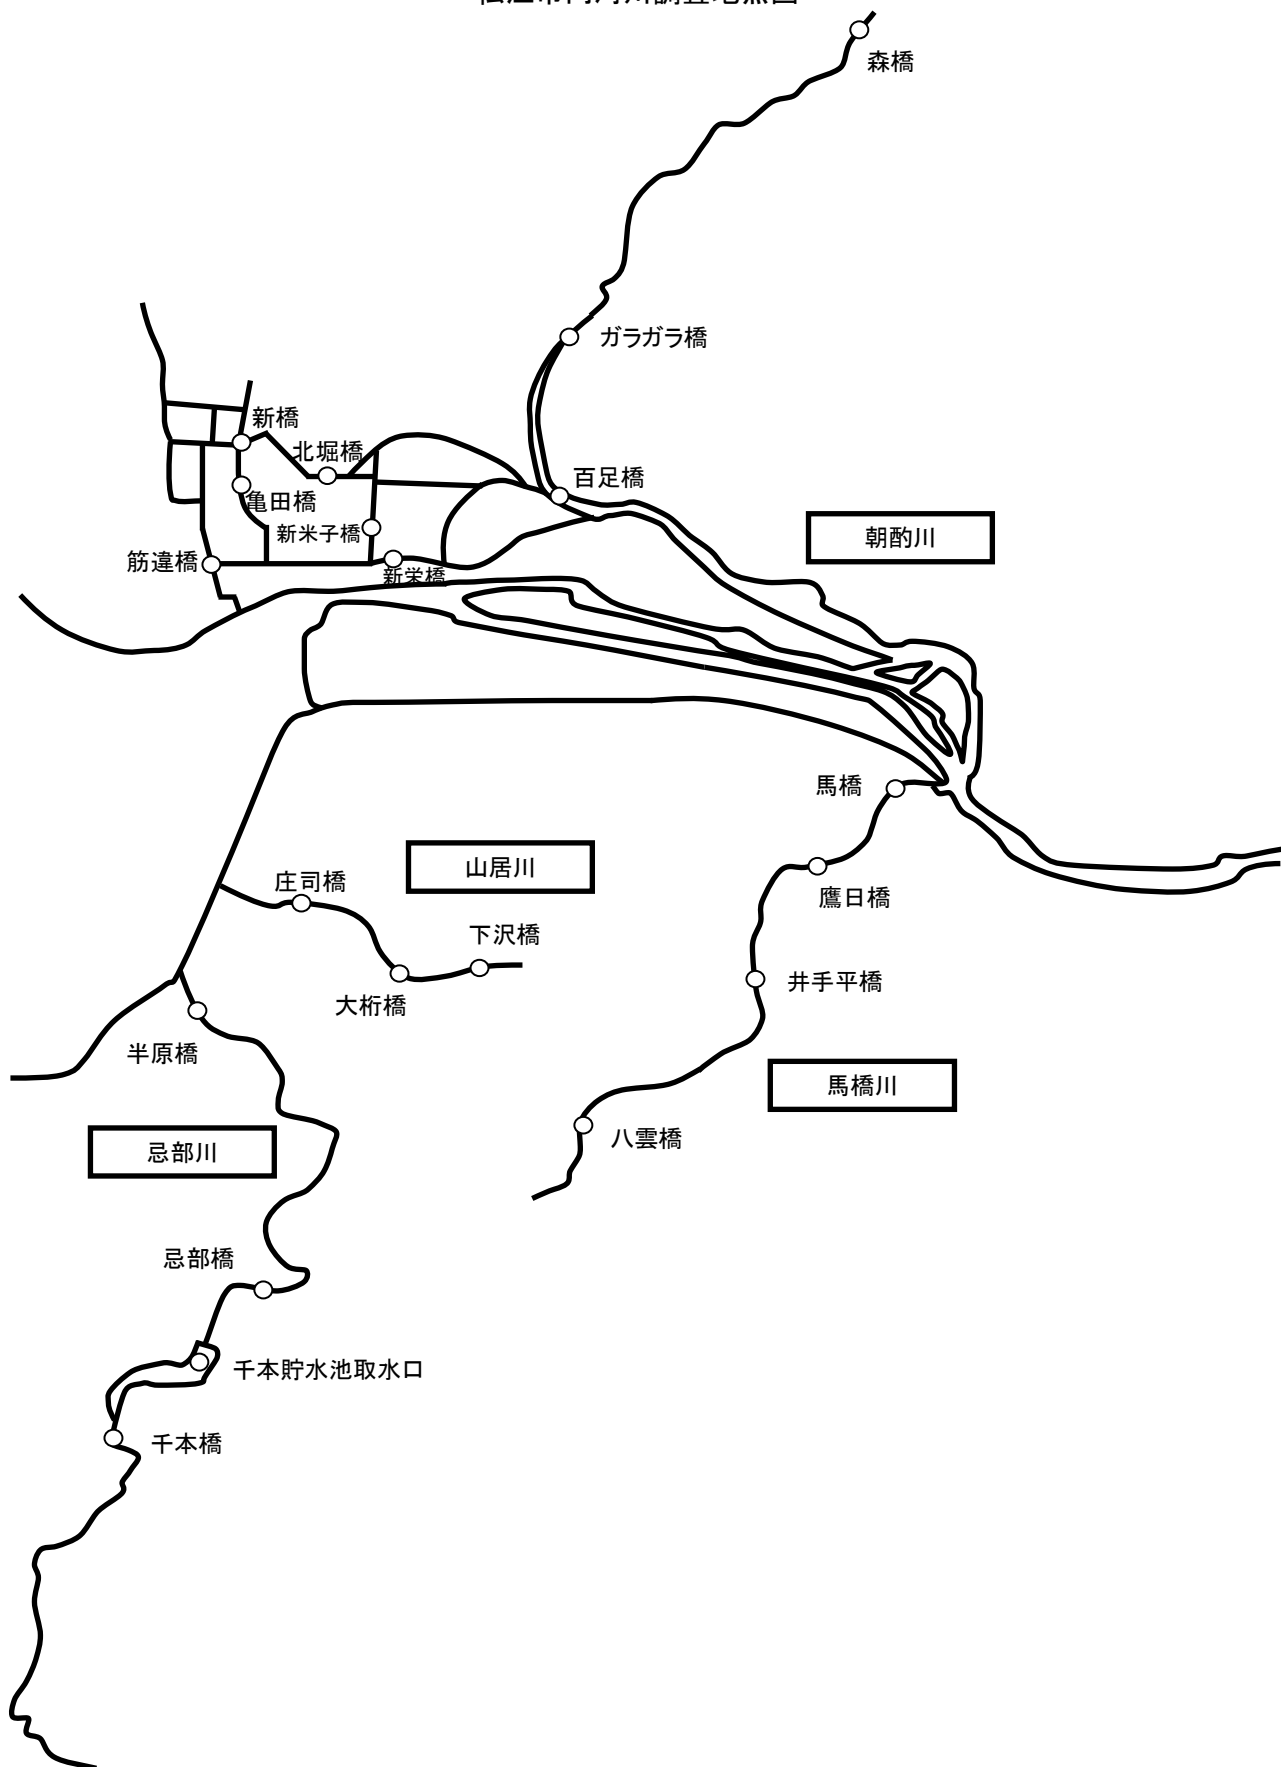 森橋
ガラガラ橋
新橋
北堀橋
百足橋
亀田橋
新米子橋
朝酌川
筋違橋
新栄橋
馬橋
山居川
庄司橋
鷹日橋
下沢橋
井手平橋
大桁橋
半原橋
馬橋川
八雲橋
忌部川
忌部橋
千本貯水池取水口
千本橋